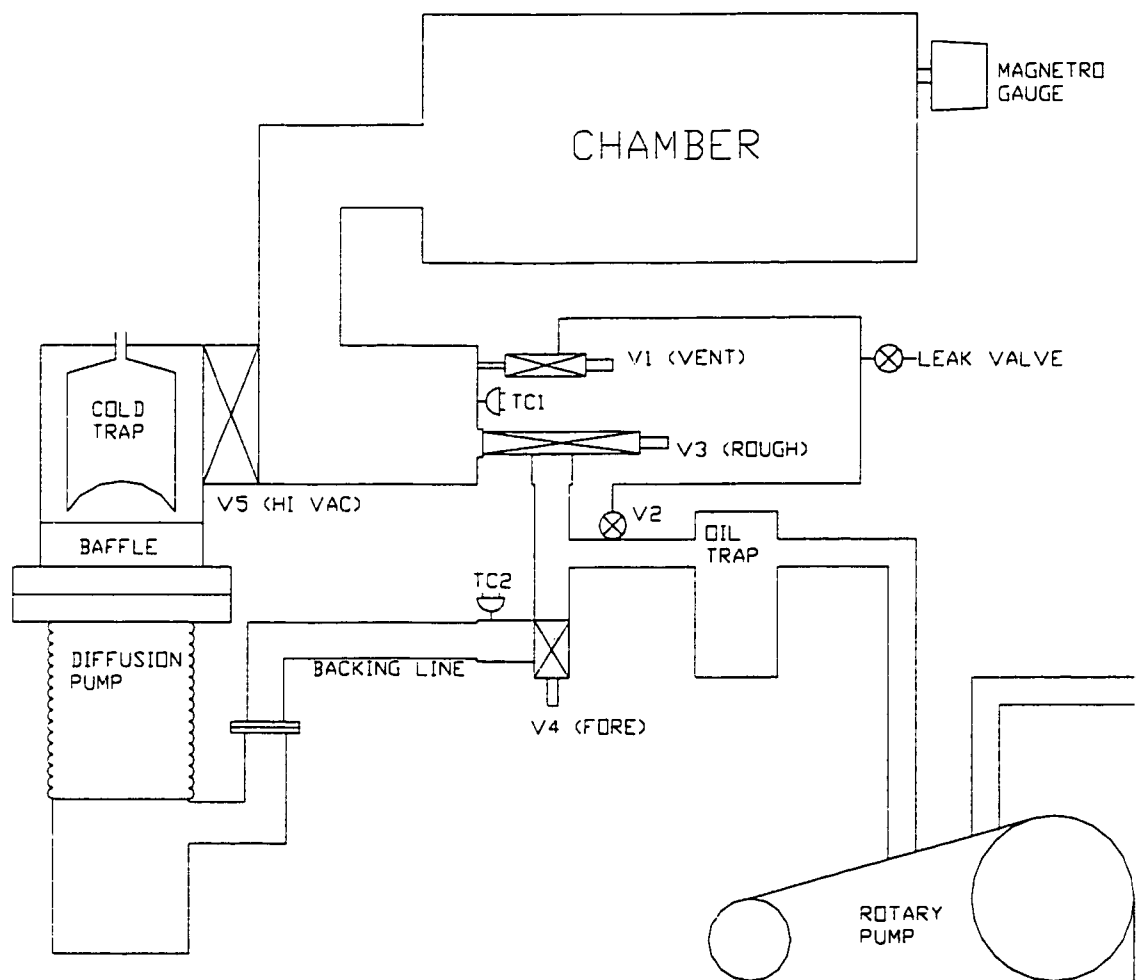 MAGNETRO
GAUGE
CHAMBER
V1 (VENT)
LEAK VALVE
TC1
COLD
TRAP
V3 (ROUGH)
V5 (HI VAC)
V2
OIL
TRAP
BAFFLE
TC2
DIFFUSION
PUMP
BACKING LINE
V4 (FORE)
ROTARY
PUMP